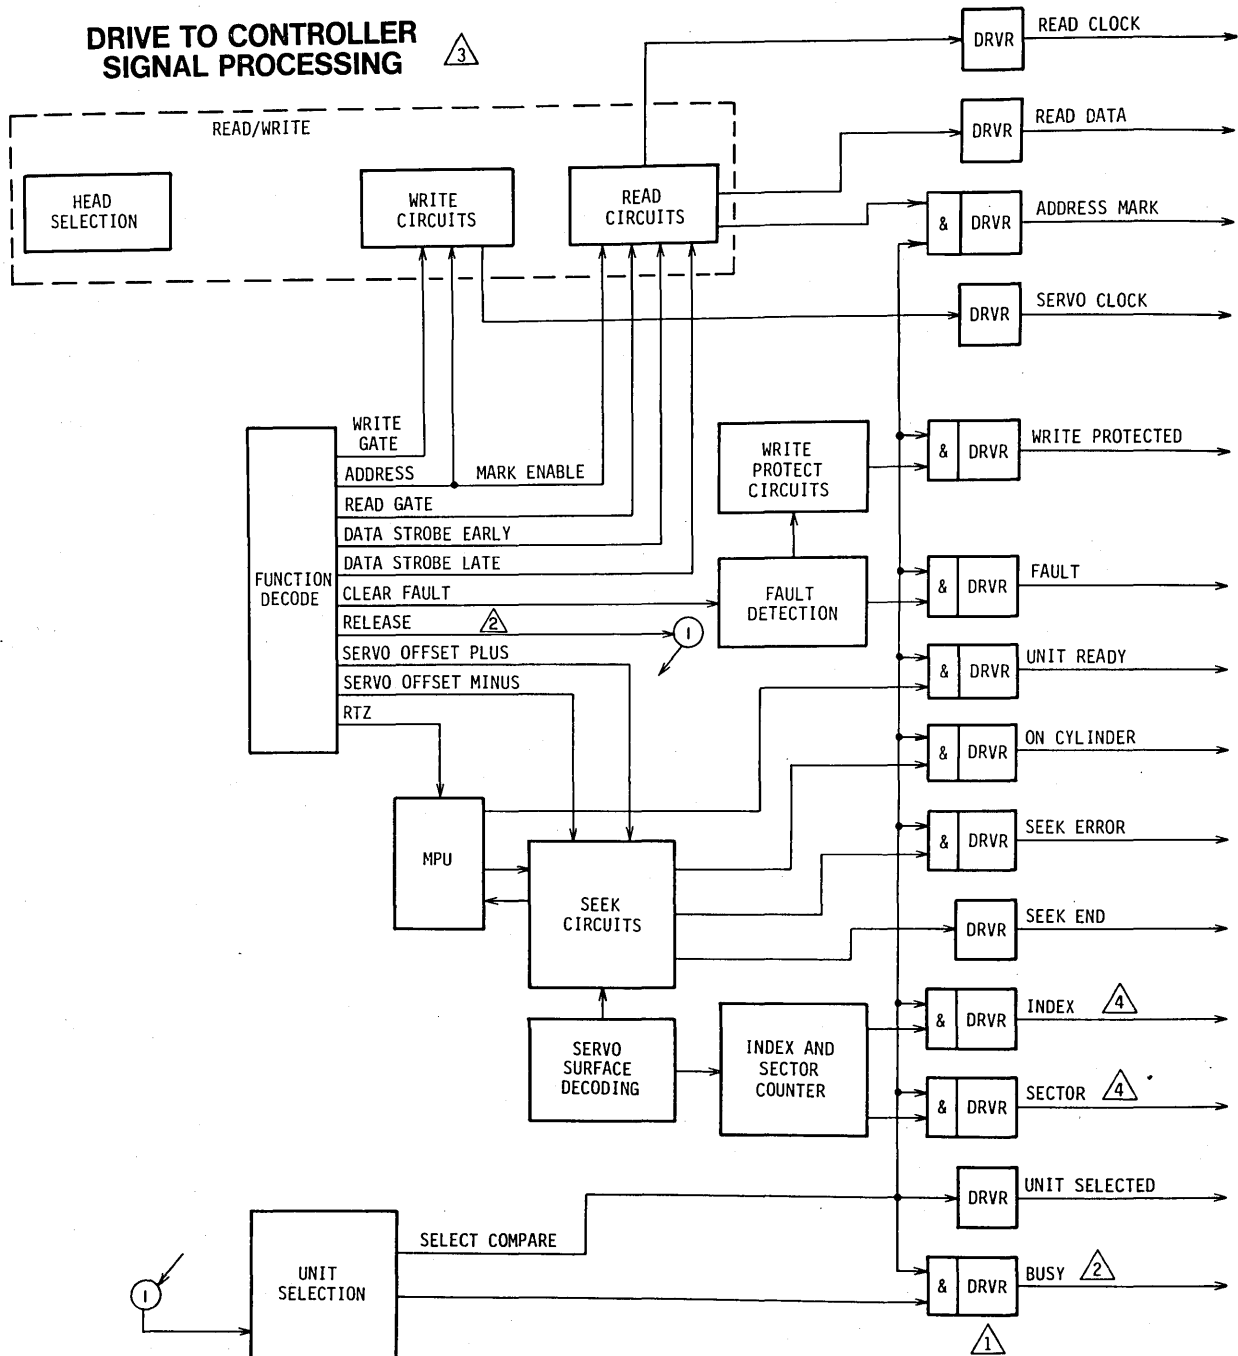 DRIVE TO CONTROLLER
SIGNAL PROCESSING
3
READ/WRITE
HEAD
SELECTION
WRITE
CIRCUITS
READ
CIRCUITS
DRVR
READ CLOCK
DRVR
READ DATA
&
DRVR
ADDRESS MARK
DRVR
SERVO CLOCK
FUNCTION
DECODE
WRITE
GATE
ADDRESS
MARK ENABLE
READ GATE
DATA STROBE EARLY
DATA STROBE LATE
CLEAR FAULT
RELEASE
2
1
SERVO OFFSET PLUS
SERVO OFFSET MINUS
RTZ
WRITE
PROTECT
CIRCUITS
&
DRVR
WRITE PROTECTED
FAULT
DETECTION
&
DRVR
FAULT
&
DRVR
UNIT READY
&
DRVR
ON CYLINDER
MPU
SEEK
CIRCUITS
&
DRVR
SEEK ERROR
DRVR
SEEK END
SERVO
SURFACE
DECODING
INDEX AND
SECTOR
COUNTER
&
DRVR
INDEX
4
&
DRVR
SECTOR
4
DRVR
UNIT SELECTED
1
UNIT
SELECTION
SELECT COMPARE
&
DRVR
BUSY
2
1